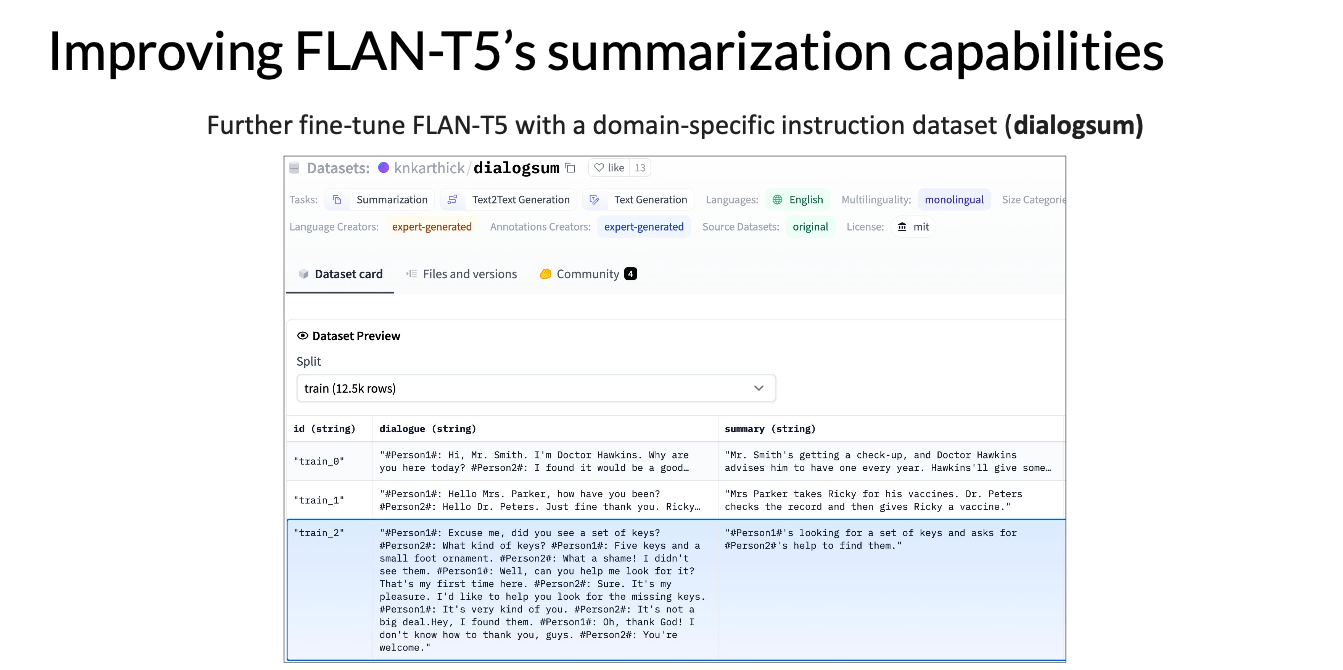 Improving FLAN-T5's summarization capabilities
Further fine-tune FLAN-T5 with a domain-specific instruction dataset (dialogsum)
Datasets: knkarthick/dialogsum like 13
Tasks: Summarization Text2Text Generation Text Generation Languages: English Multilinguality: monolingual Size Categorie
Language Creators: expert-generated Annotations Creators: expert-generated Source Datasets: original License: mit
Dataset card Files and versions Community 4
Dataset Preview
Split
train (12.5k rows)
id (string) dialogue (string) summary (string)
"train_0"
"#Person1#: Hi, Mr. Smith. I'm Doctor Hawkins. Why are
you here today? #Person2#: I found it would be a good…
"Mr. Smith's getting a check-up, and Doctor Hawkins
advises him to have one every year. Hawkins'll give some…
"train_1"
"#Person1#: Hello Mrs. Parker, how have you been?
#Person2#: Hello Dr. Peters. Just fine thank you. Ricky…
"Mrs Parker takes Ricky for his vaccines. Dr. Peters
checks the record and then gives Ricky a vaccine."
"train_2"
"#Person1#: Excuse me, did you see a set of keys?
#Person2#: What kind of keys? #Person1#: Five keys and a
small foot ornament. #Person2#: What a shame! I didn't
see them. #Person1#: Well, can you help me look for it?
That's my first time here. #Person2#: Sure. It's my
pleasure. I'd like to help you look for the missing keys.
#Person1#: It's very kind of you. #Person2#: It's not a
big deal.Hey, I found them. #Person1#: Oh, thank God! I
don't know how to thank you, guys. #Person2#: You're
welcome."
"#Person1#'s looking for a set of keys and asks for
#Person2#'s help to find them."